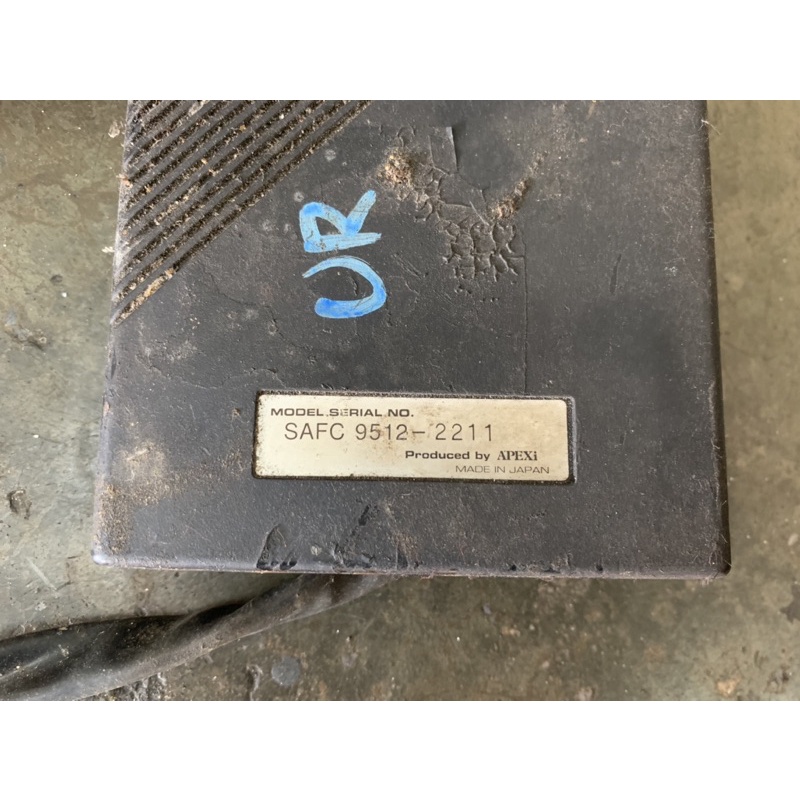 UR
MODEL.SERIAL NO.
SAFC 9512-2211
Produced by APEXi
MADE IN JAPAN